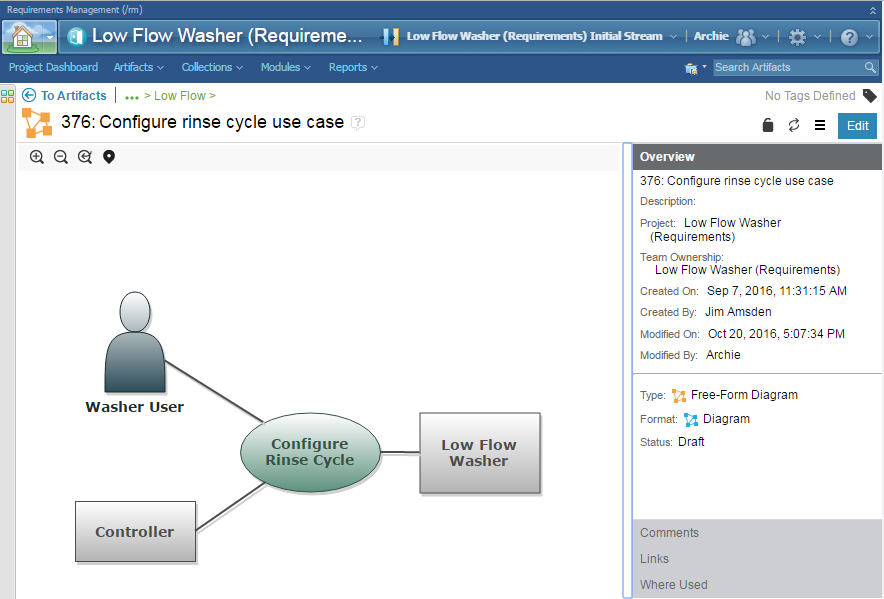 Requirements Management (/rm)
Low Flow Washer (Requireme... Low Flow Washer (Requirements) Initial Stream Archie
Project Dashboard Artifacts Collections Modules Reports Search Artifacts
To Artifacts ... > Low Flow > No Tags Defined
376: Configure rinse cycle use case ? Edit
Washer User
Configure
Rinse Cycle
Low Flow
Washer
Controller
Overview
376: Configure rinse cycle use case
Description:
Project: Low Flow Washer
(Requirements)
Team Ownership:
Low Flow Washer (Requirements)
Created On: Sep 7, 2016, 11:31:15 AM
Created By: Jim Amsden
Modified On: Oct 20, 2016, 5:07:34 PM
Modified By: Archie
Type: Free-Form Diagram
Format: Diagram
Status: Draft
Comments
Links
Where Used